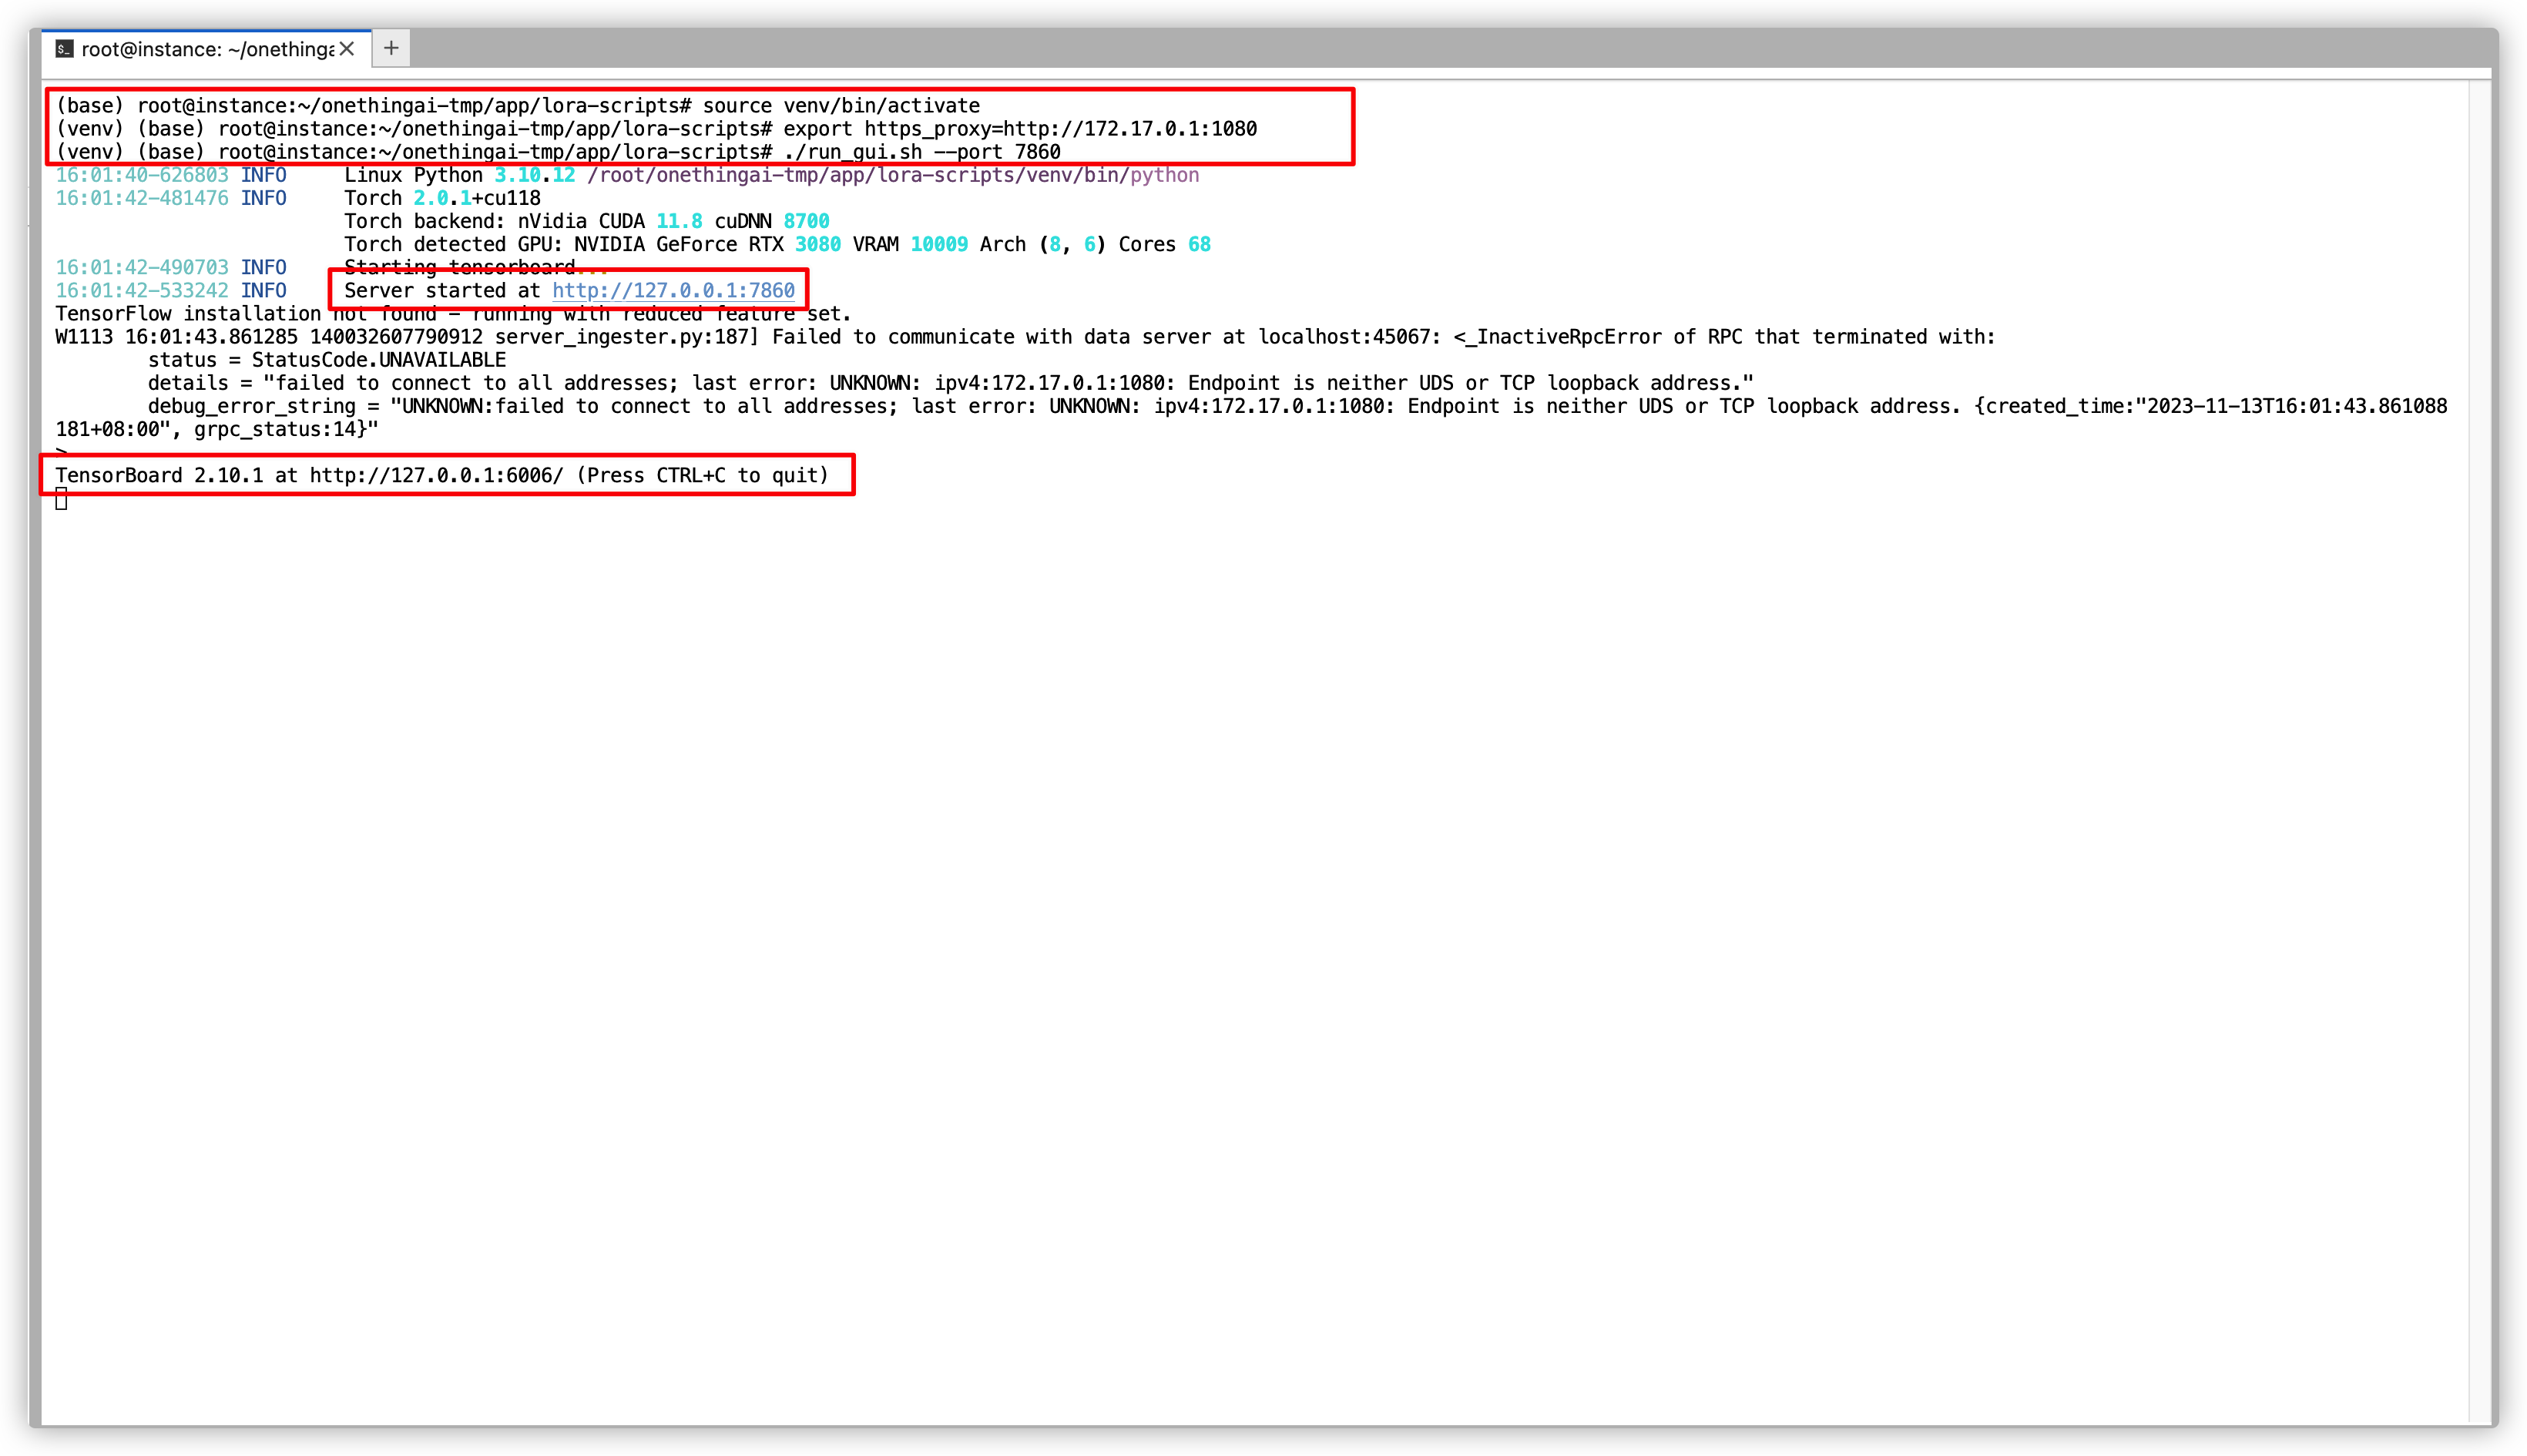 root@instance: ~/onethinga
(base) root@instance:~/onethingai-tmp/app/lora-scripts# source venv/bin/activate
(venv) (base) root@instance:~/onethingai-tmp/app/lora-scripts# export https_proxy=http://172.17.0.1:1080
(venv) (base) root@instance:~/onethingai-tmp/app/lora-scripts# ./run_gui.sh --port 7860
16:01:40-626803 INFO     Linux Python 3.10.12 /root/onethingai-tmp/app/lora-scripts/venv/bin/python
16:01:42-481476 INFO     Torch 2.0.1+cu118
Torch backend: nVidia CUDA 11.8 cuDNN 8700
Torch detected GPU: NVIDIA GeForce RTX 3080 VRAM 10009 Arch (8, 6) Cores 68
16:01:42-490703 INFO     Starting tensorboard...
16:01:42-533242 INFO     Server started at http://127.0.0.1:7860
TensorFlow installation not found - running with reduced feature set.
W1113 16:01:43.861285 140032607790912 server_ingester.py:187] Failed to communicate with data server at localhost:45067: <_InactiveRpcError of RPC that terminated with:
status = StatusCode.UNAVAILABLE
details = "failed to connect to all addresses; last error: UNKNOWN: ipv4:172.17.0.1:1080: Endpoint is neither UDS or TCP loopback address."
debug_error_string = "UNKNOWN:failed to connect to all addresses; last error: UNKNOWN: ipv4:172.17.0.1:1080: Endpoint is neither UDS or TCP loopback address. {created_time:"2023-11-13T16:01:43.861088
181+08:00", grpc_status:14}"
>
TensorBoard 2.10.1 at http://127.0.0.1:6006/ (Press CTRL+C to quit)